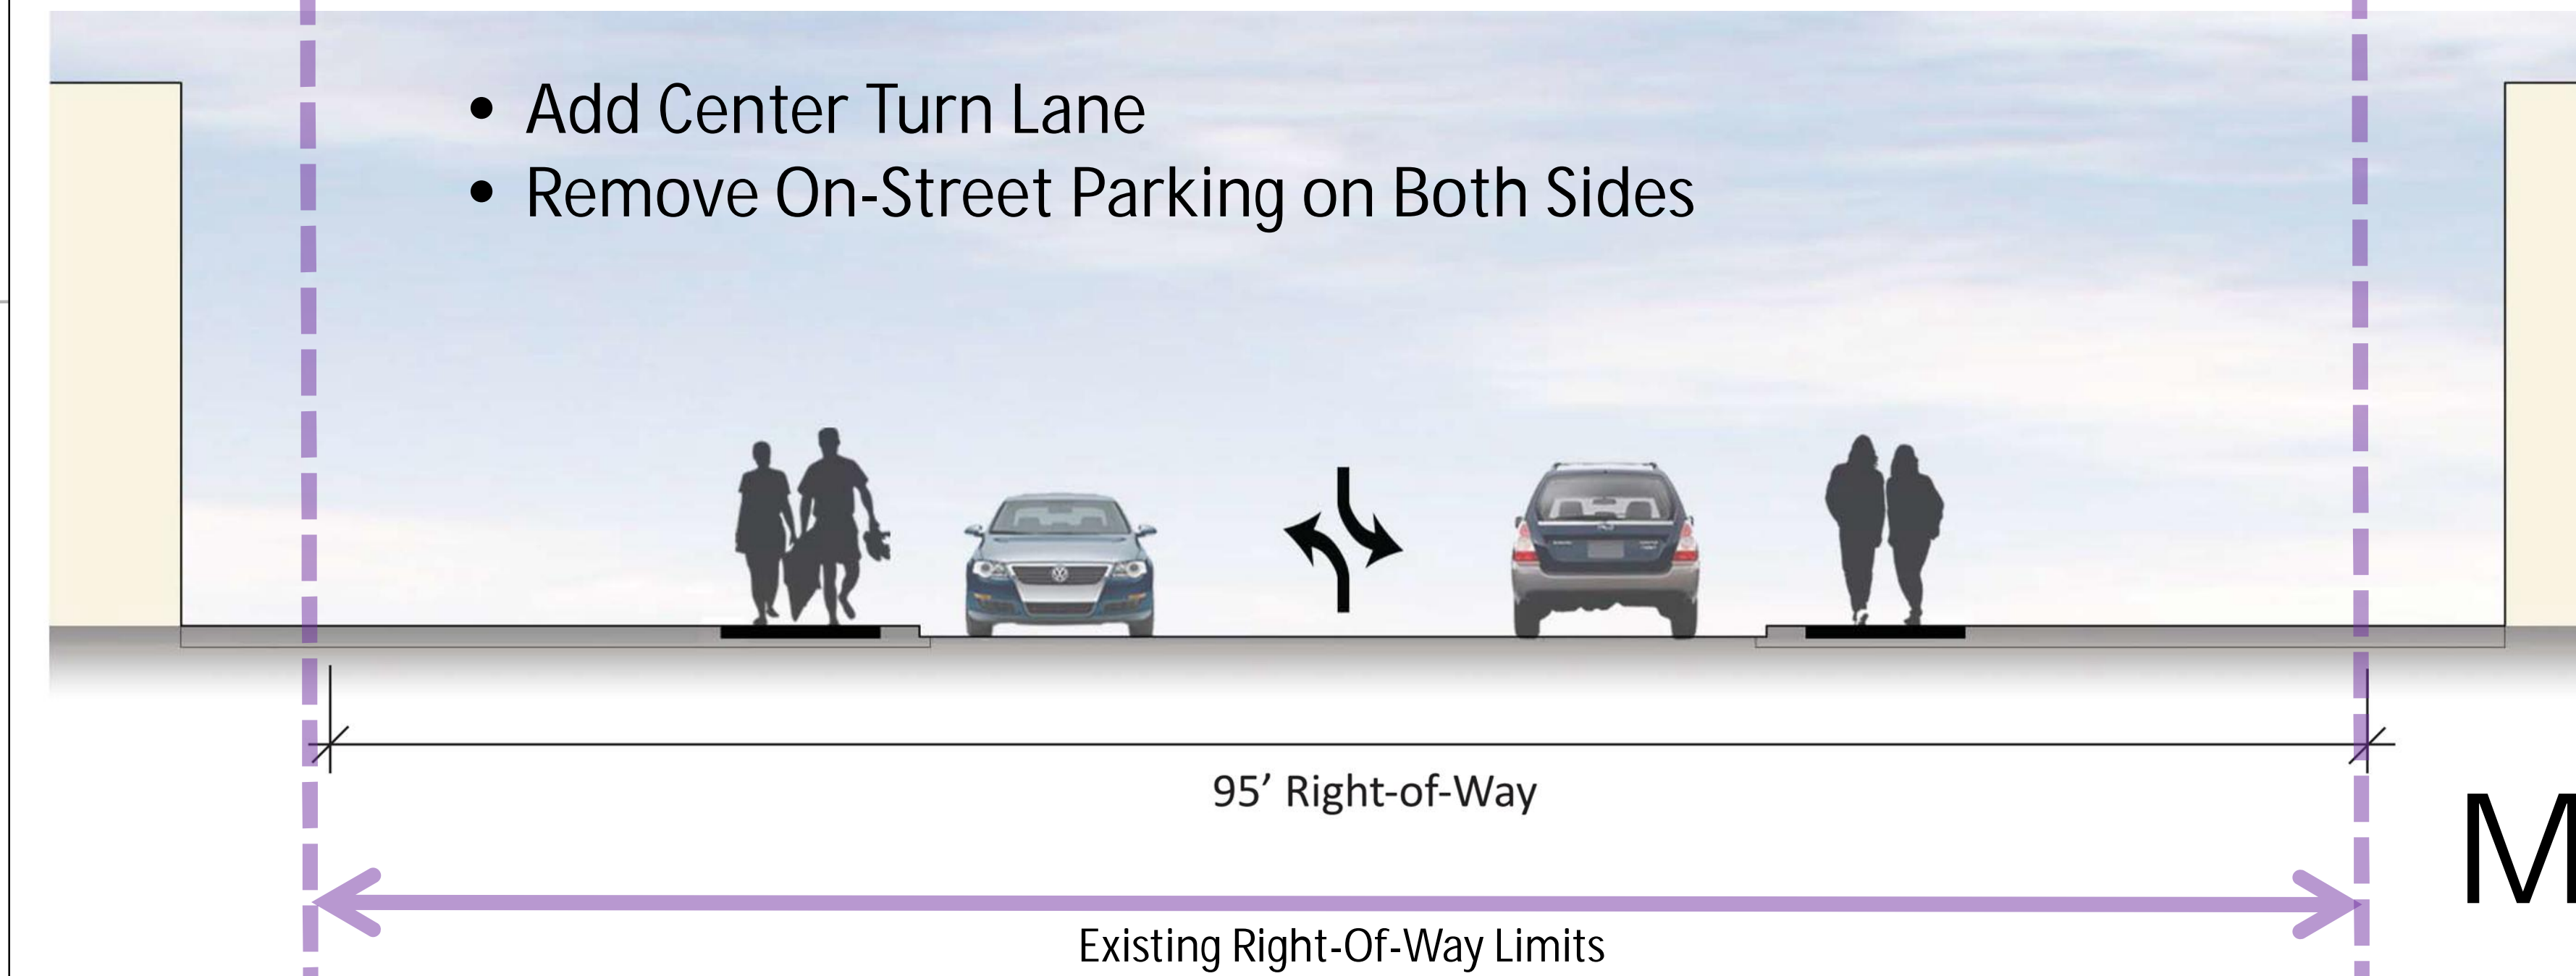 • Add Center Turn Lane
• Remove On-Street Parking on Both Sides
95’ Right-of-Way
M
Existing Right-Of-Way Limits